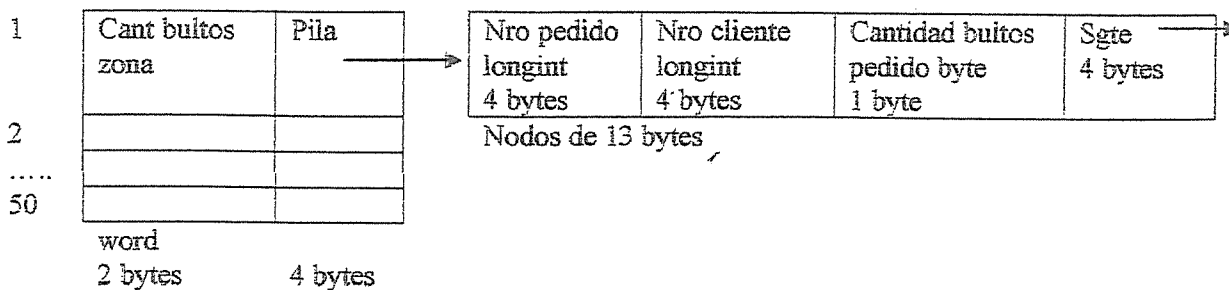 1 Cant bultos Pila Nro pedido Nro cliente Cantidad bultos Sgte
zona longint longint pedido byte 4 bytes
4 bytes 4 bytes 1 byte
2 Nodos de 13 bytes
.....
50
word
2 bytes 4 bytes